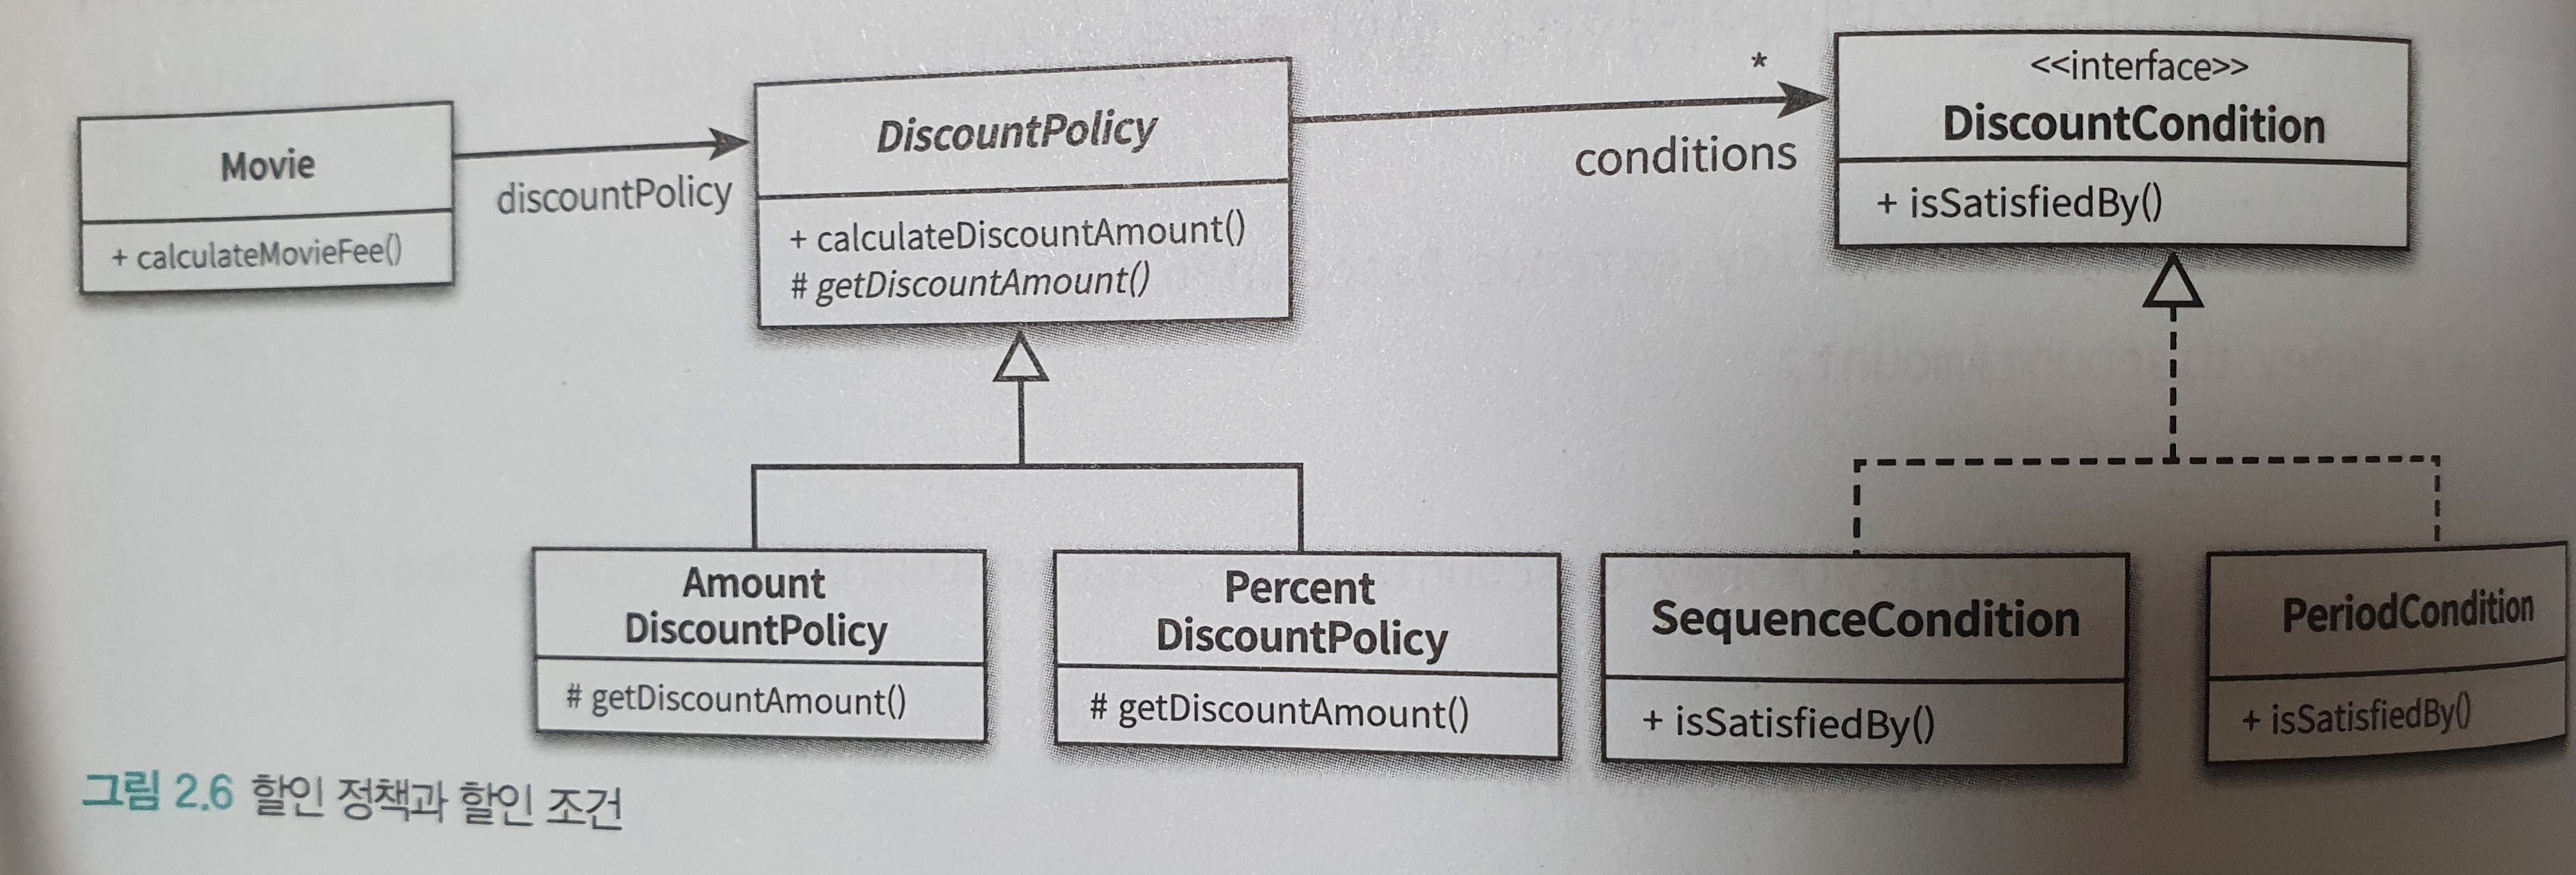 Movie
+ calculateMovieFee()
discountPolicy
DiscountPolicy
+ calculateDiscountAmount()
# getDiscountAmount()
*
conditions
<<interface>>
DiscountCondition
+ isSatisfiedBy()
Amount
DiscountPolicy
# getDiscountAmount()
Percent
DiscountPolicy
# getDiscountAmount()
SequenceCondition
+ isSatisfiedBy()
PeriodCondition
+ isSatisfiedBy()
그림 2.6 할인 정책과 할인 조건